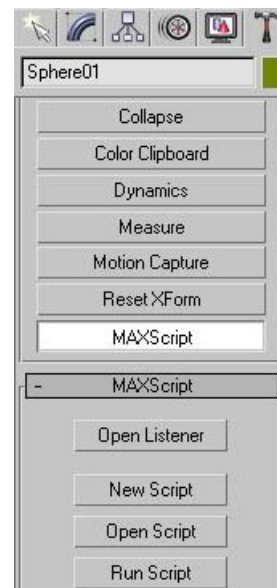 Sphere01
Collapse
Color Clipboard
Dynamics
Measure
Motion Capture
Reset XForm
MAXScript
- MAXScript
Open Listener
New Script
Open Script
Run Script